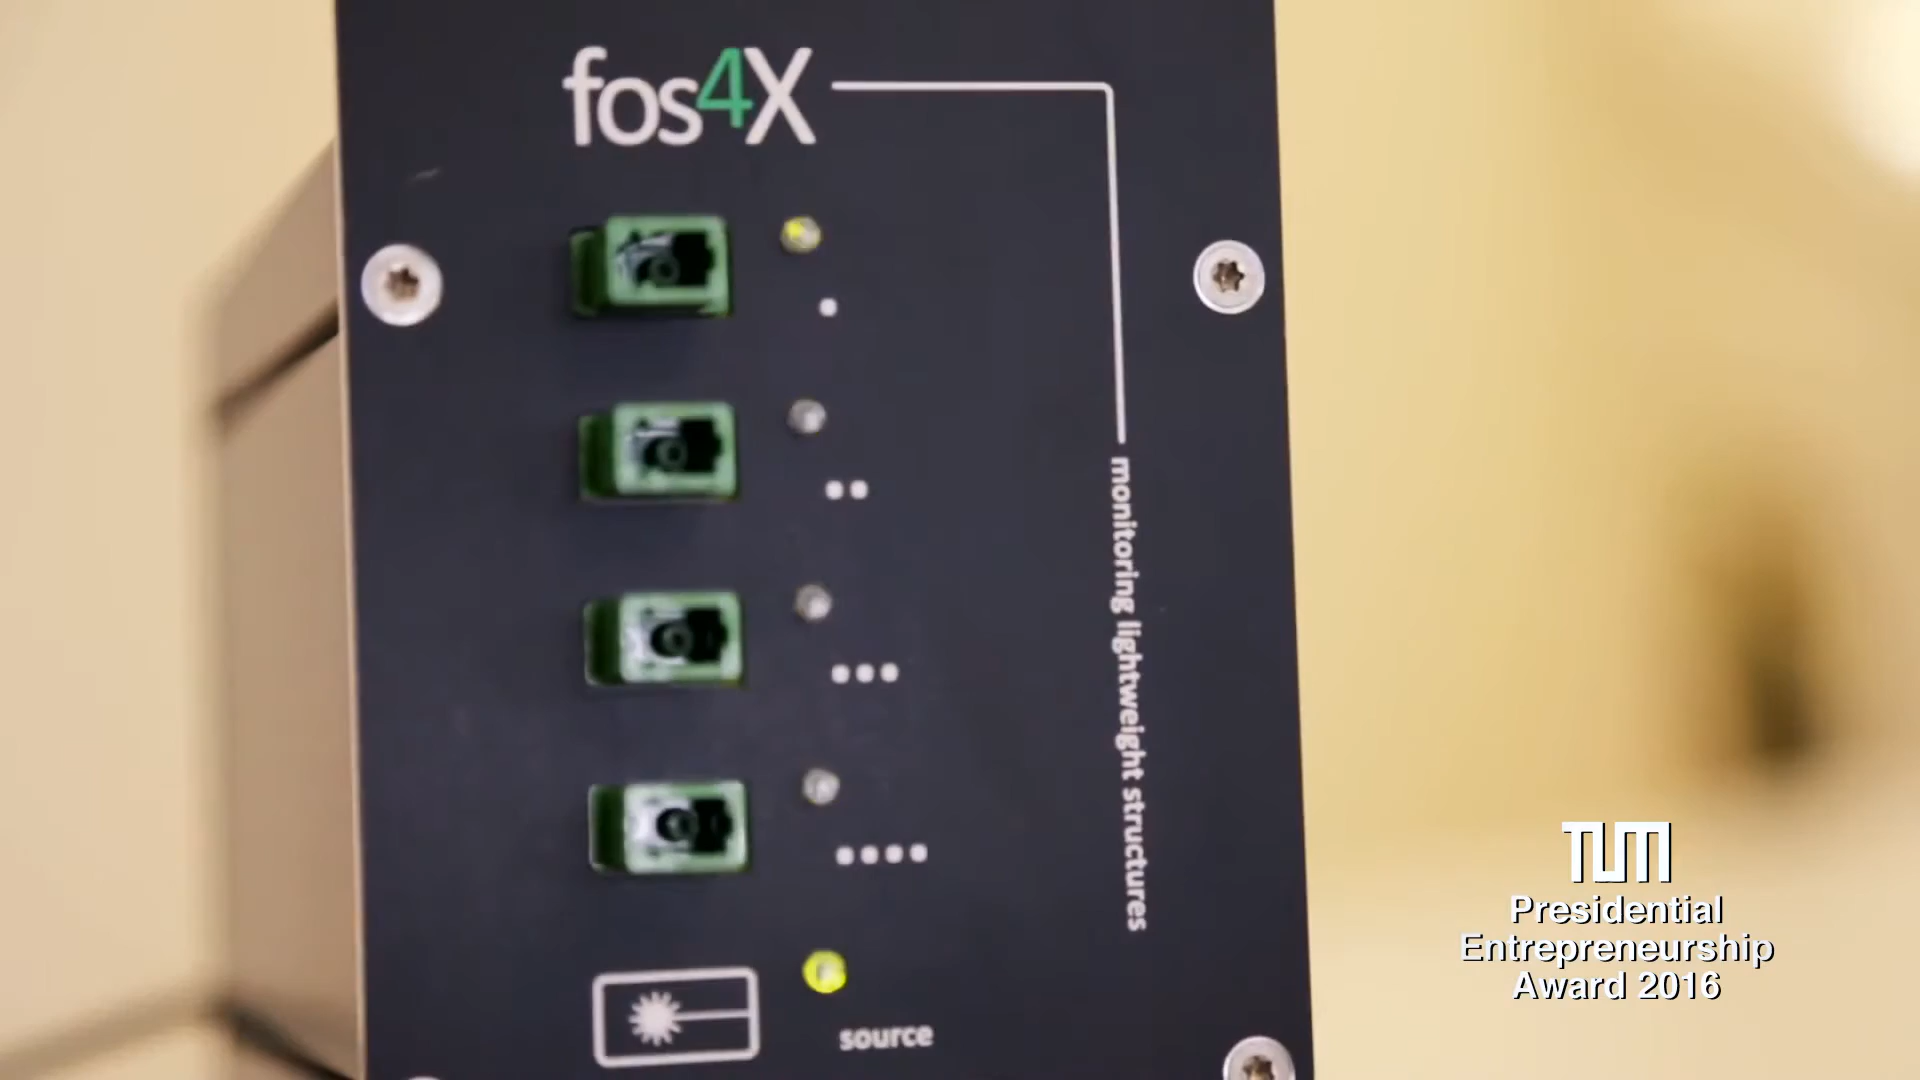 fos4X
monitoring lightweight structures
source
TUM
Presidential
Entrepreneurship
Award 2016